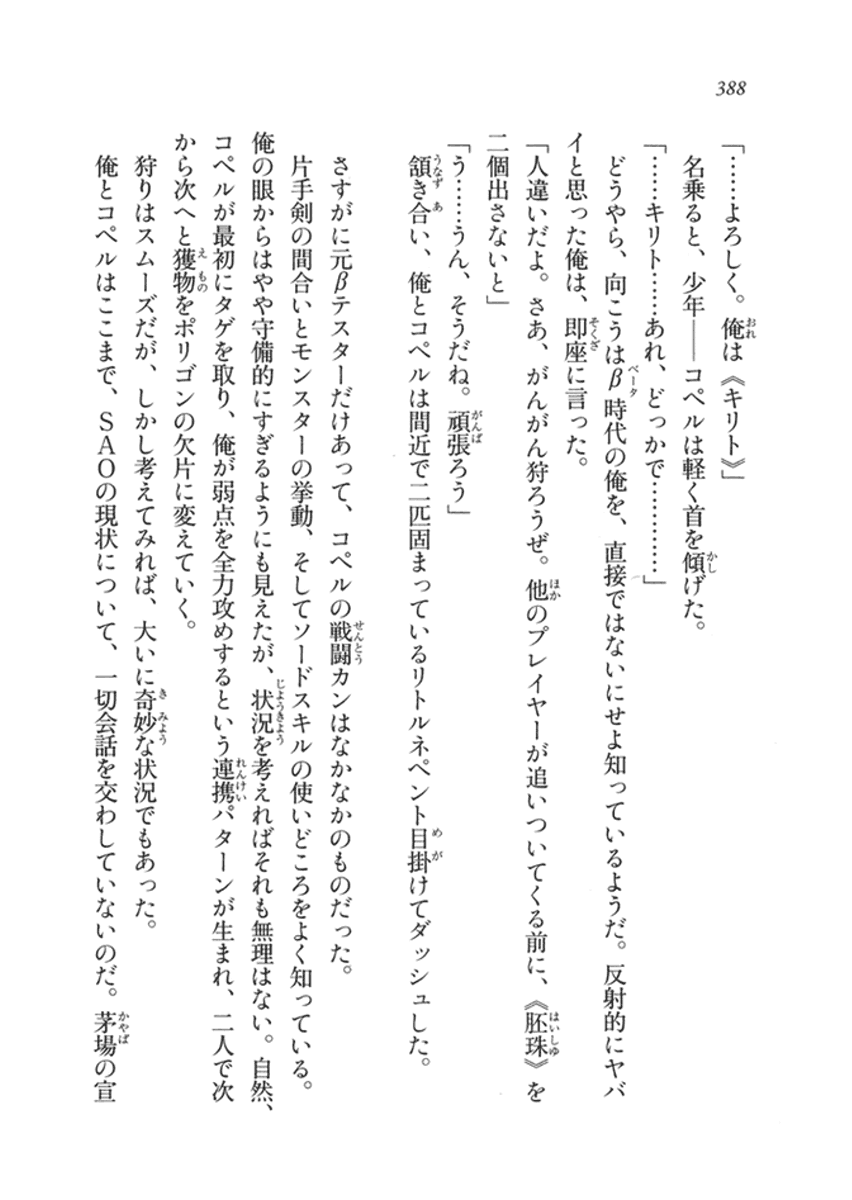 388
「……よろしく。俺は《キリト》」
名乗ると、少年——コペルは軽く首を傾げた。
「……キリト……あれ、どっかで…………」
どうやら、向こうはβ時代の俺を、直接ではないにせよ知っているようだ。反射的にヤバ
イと思った俺は、即座に言った。
「人違いだよ。さあ、がんがん狩ろうぜ。他のプレイヤーが追いついてくる前に、《胚珠》を
二個出さないと」
「う……うん、そうだね。頑張ろう」
頷き合い、俺とコペルは間近で二匹固まっているリトルネペント目掛けてダッシュした。
さすがに元βテスターだけあって、コペルの戦闘カンはなかなかのものだった。
片手剣の間合いとモンスターの挙動、そしてソードスキルの使いどころをよく知っている。
俺の眼からはやや守備的にすぎるようにも見えたが、状況を考えればそれも無理はない。自然、
コペルが最初にタゲを取り、俺が弱点を全力攻めするという連携パターンが生まれ、二人で次
から次へと獲物をポリゴンの欠片に変えていく。
狩りはスムーズだが、しかし考えてみれば、大いに奇妙な状況でもあった。
俺とコペルはここまで、SAOの現状について、一切会話を交わしていないのだ。茅場の宣